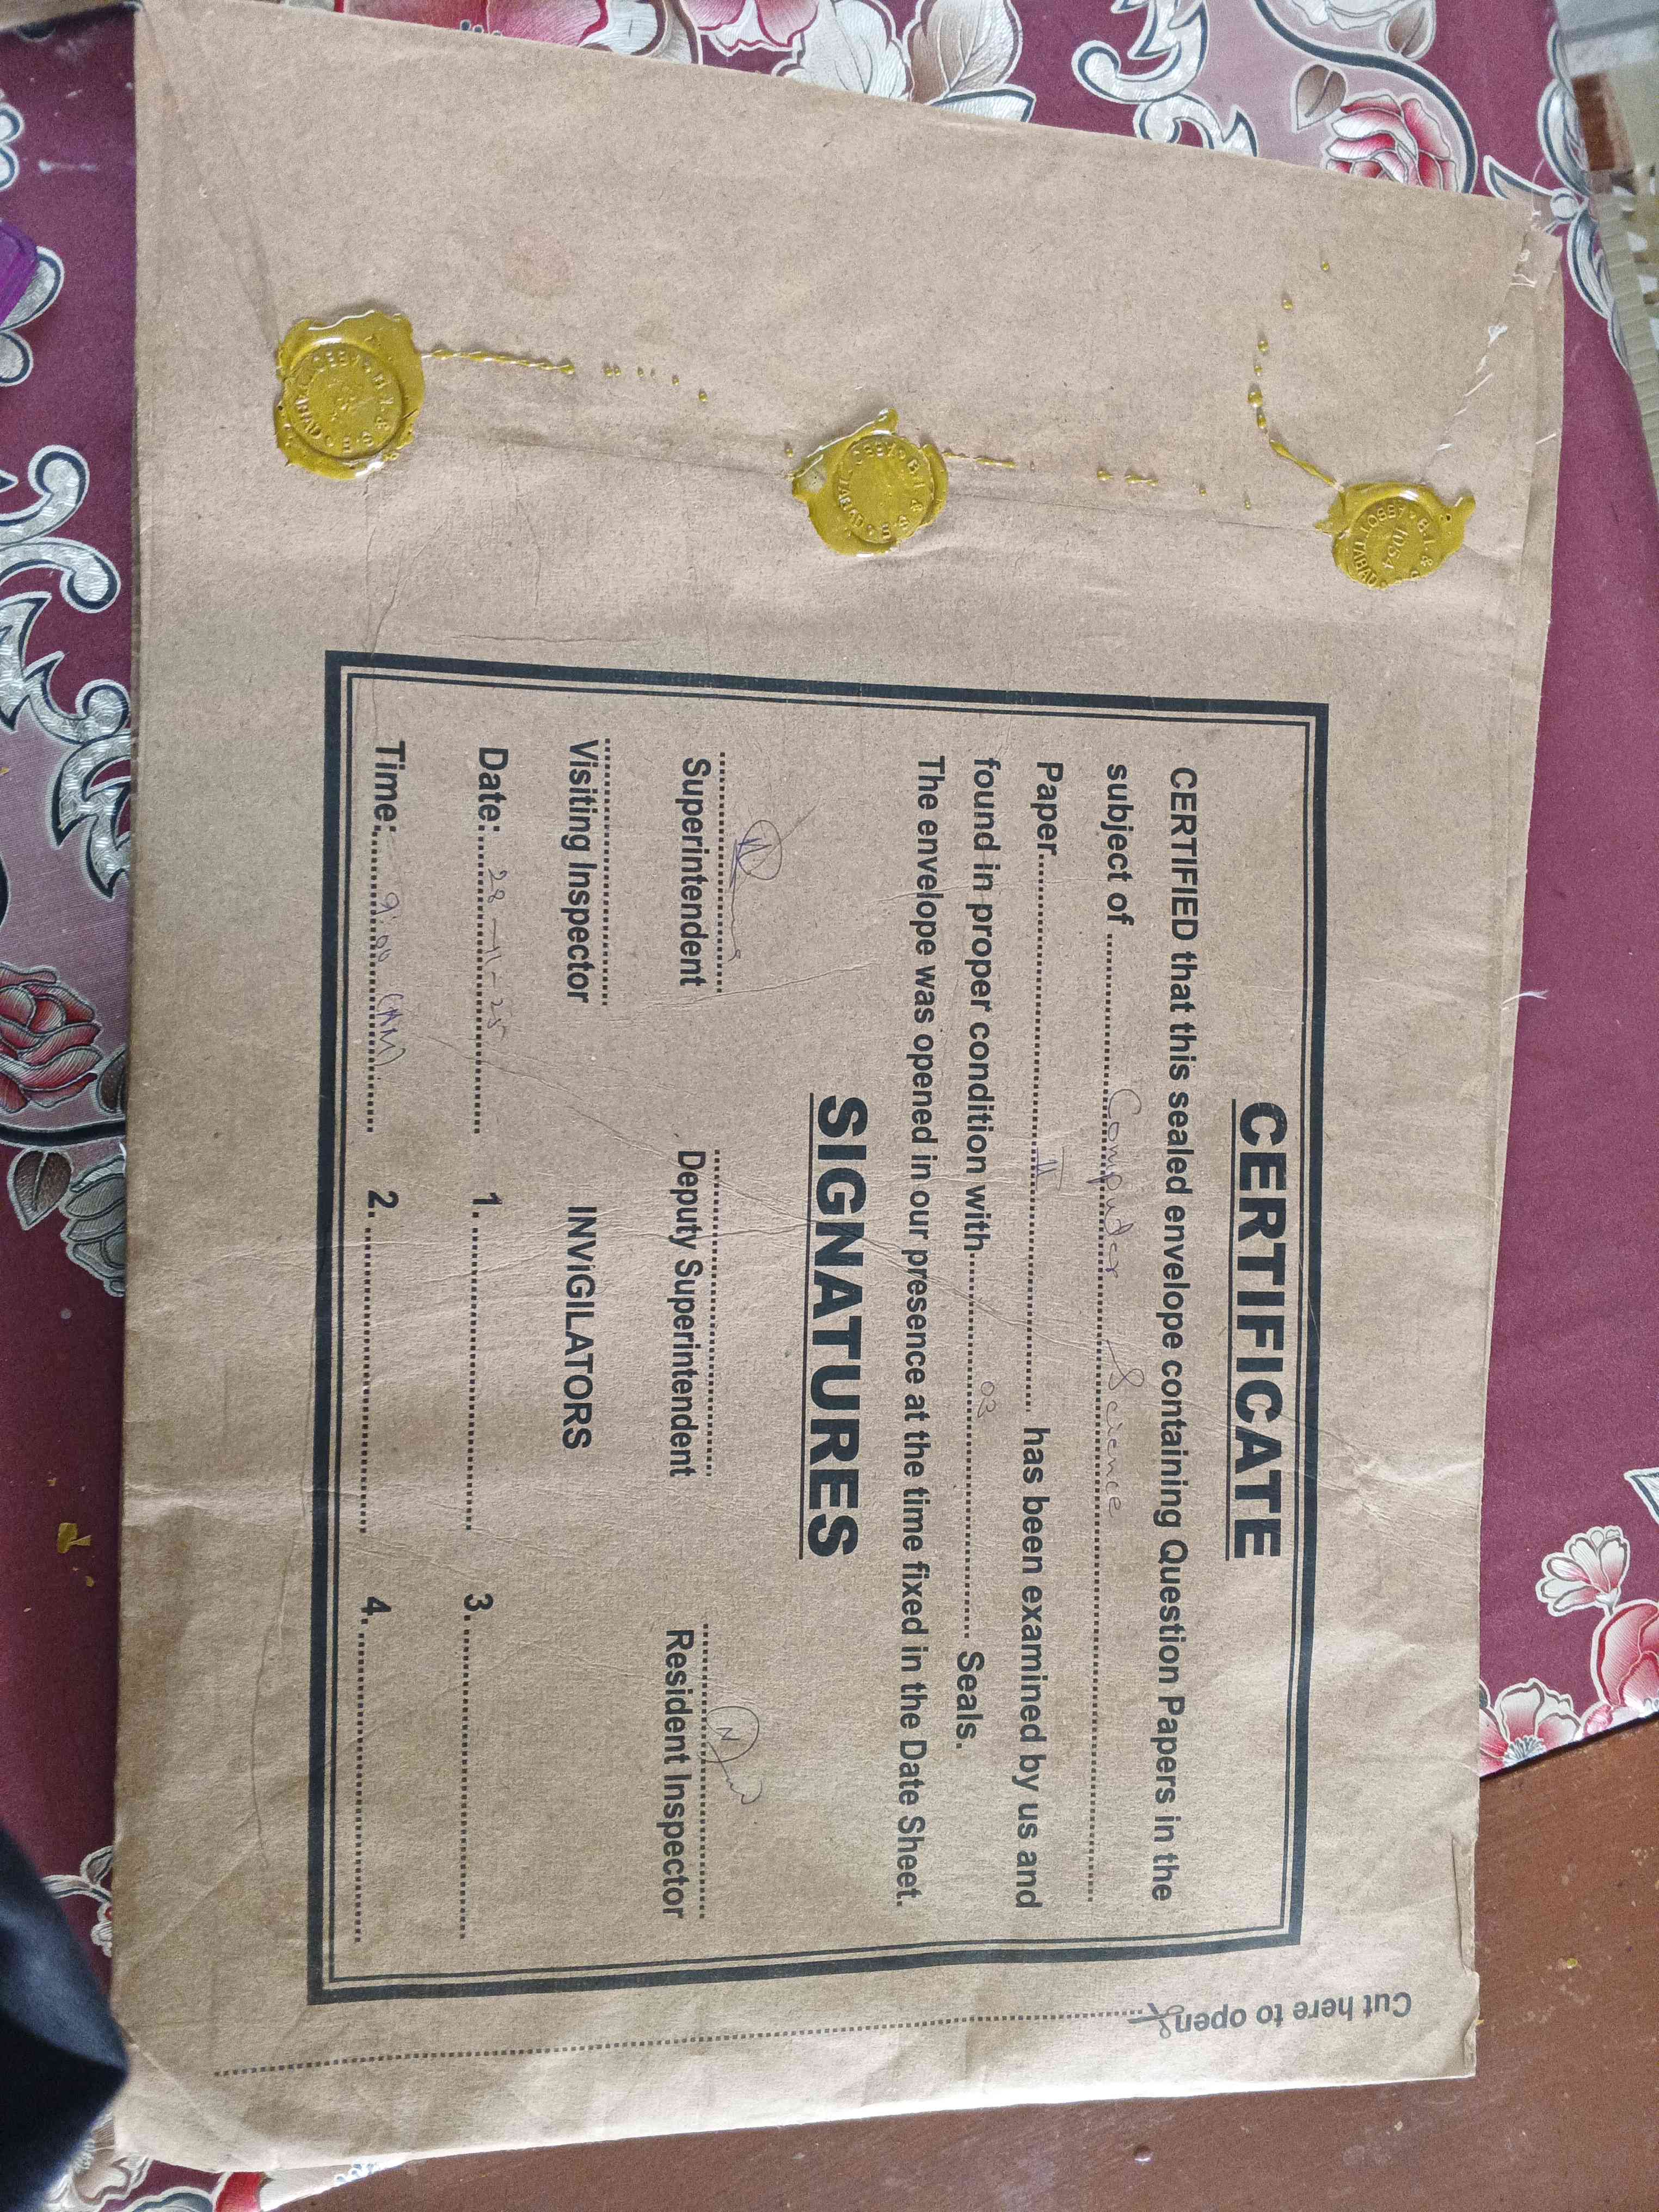 CERTIFICATE
CERTIFIED that this sealed envelope containing Question Papers in the
subject of Computer Science
Paper II has been examined by us and
found in proper condition with 03 Seals.
The envelope was opened in our presence at the time fixed in the Date Sheet.
SIGNATURES
Superintendent Deputy Superintendent Resident Inspector
Visiting Inspector INViGILATORS
Date: 28-11-25 1. 3.
Time: 9:00 (AM) 2. 4.
Cut here to open